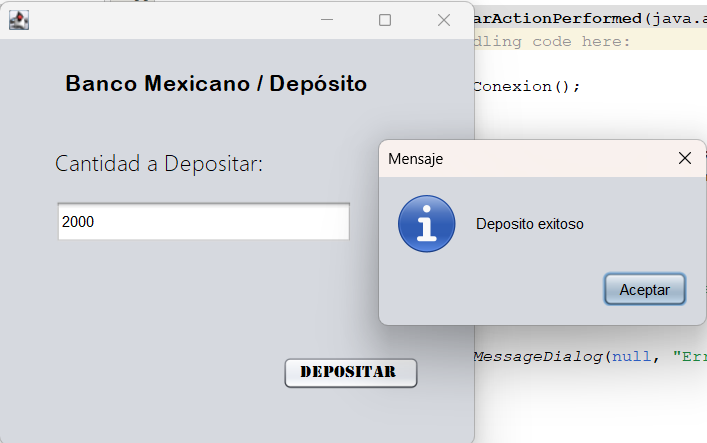 arActionPerformed(java.a
dling code here:
Banco Mexicano / Depósito
Conexion();
Cantidad a Depositar:
Mensaje
2000
Deposito exitoso
Aceptar
DEPOSITAR
MessageDialog(null, "Err